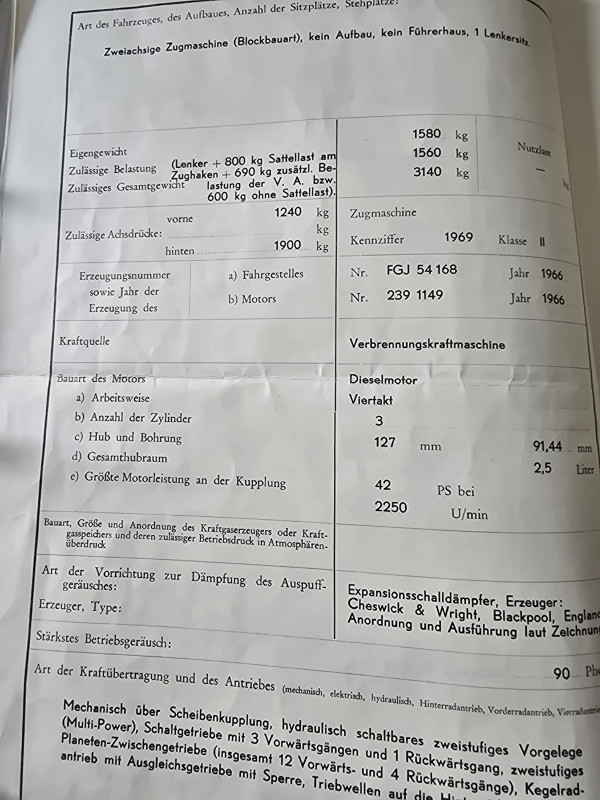 Art des Fahrzeuges, des Aufbaues, Anzahl der Sitzplätze, Stehplätze:
Zweiachsige Zugmaschine (Blockbauart), kein Aufbau, kein Führerhaus, 1 Lenkersitz.
Eigengewicht 1580 kg Nutzlast
Zulässige Belastung (Lenker + 800 kg Sattellast am 1560 kg —
Zughaken + 690 kg zusätzl. Be- kg
Zulässiges Gesamtgewicht lastung der V. A. bzw. 3140 kg
600 kg ohne Sattellast).
vorne 1240 kg Zugmaschine
Zulässige Achsdrücke: kg
hinten 1900 kg Kennziffer 1969 Klasse II
Erzeugungsnummer a) Fahrgestelles Nr. FGJ 54 168 Jahr 1966
sowie Jahr der
Erzeugung des b) Motors Nr. 239 1149 Jahr 1966
Kraftquelle Verbrennungskraftmaschine
Bauart des Motors Dieselmotor
a) Arbeitsweise Viertakt
b) Anzahl der Zylinder 3
c) Hub und Bohrung 127 mm 91,44 mm
d) Gesamthubraum 2,5 Liter
e) Größte Motorleistung an der Kupplung 42 PS bei
2250 U/min
Bauart, Größe und Anordnung des Kraftgaserzeugers oder Kraft-
gasspeichers und deren zulässiger Betriebsdruck in Atmosphären-
überdruck
Art der Vorrichtung zur Dämpfung des Auspuff-
geräusches:
Erzeuger, Type:
Expansionsschalldämpfer, Erzeuger:
Cheswick & Wright, Blackpool, England
Anordnung und Ausführung laut Zeichnung
Stärkstes Betriebsgeräusch: 90
Art der Kraftübertragung und des Antriebes (mechanisch, elektrisch, hydraulisch, Hinterradantrieb, Vorderradantrieb,
Mechanisch über Scheibenkupplung, hydraulisch schaltbares zweistufiges Vorgelege
(Multi-Power), Schaltgetriebe mit 3 Vorwärtsgängen und 1 Rückwärtsgang, zweistufiges
Planeten-Zwischengetriebe (insgesamt 12 Vorwärts- und 4 Rückwärtsgänge), Kegelrad-
antrieb mit Ausgleichsgetriebe mit Sperre, Triebwellen auf die